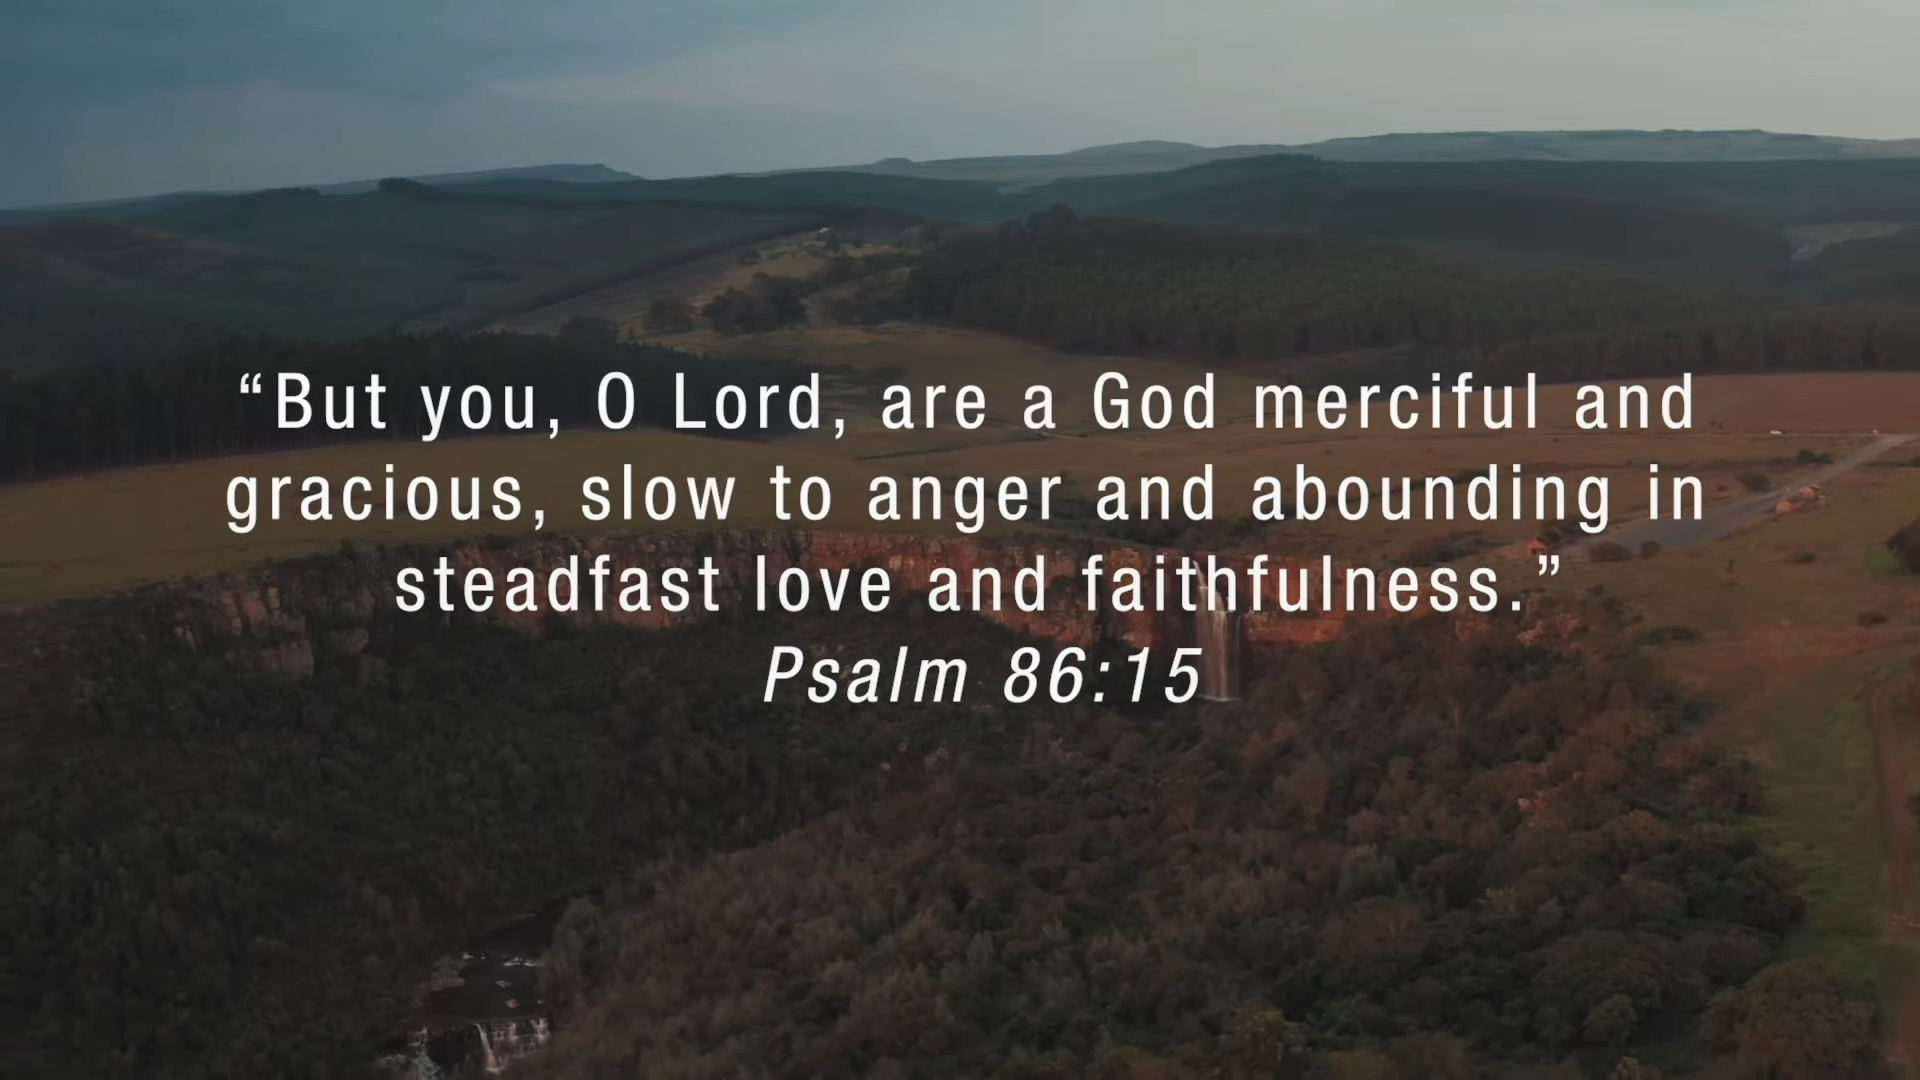 “But you, O Lord, are a God merciful and
gracious, slow to anger and abounding in
steadfast love and faithfulness.”
Psalm 86:15